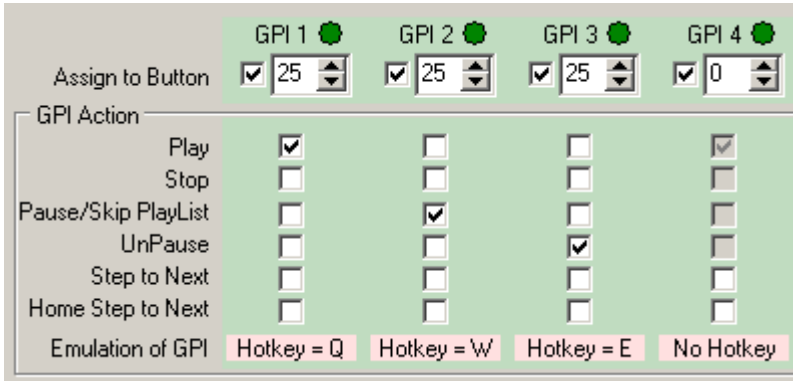 GPI 1 GPI 2 GPI 3 GPI 4
Assign to Button 25 25 25 0
GPI Action
Play
Stop
Pause/Skip PlayList
UnPause
Step to Next
Home Step to Next
Emulation of GPI Hotkey = Q Hotkey = W Hotkey = E No Hotkey